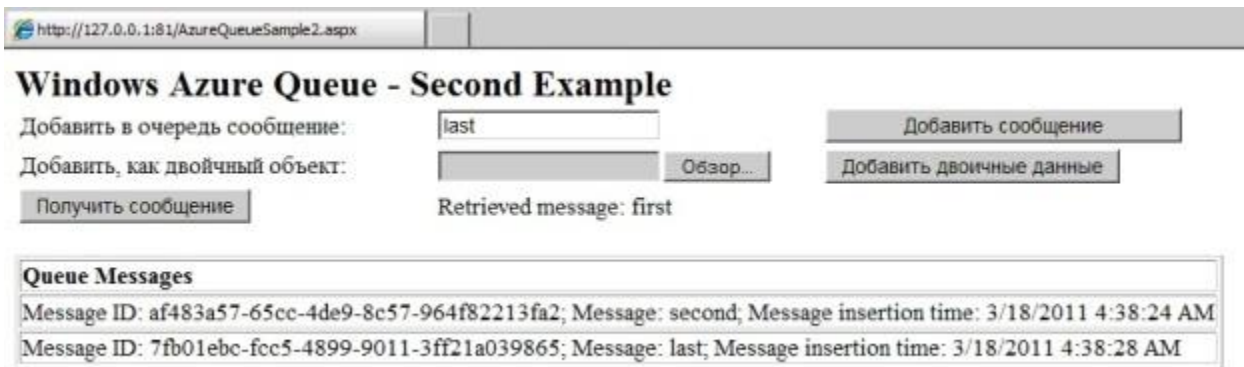 http://127.0.0.1:81/AzureQueueSample2.aspx
Windows Azure Queue - Second Example
Добавить в очередь сообщение: last Добавить сообщение
Добавить, как двойчный объект: Обзор... Добавить двоичные данные
Получить сообщение Retrieved message: first
Queue Messages
Message ID: af483a57-65cc-4de9-8c57-964f82213fa2; Message: second; Message insertion time: 3/18/2011 4:38:24 AM
Message ID: 7fb01ebc-fcc5-4899-9011-3ff21a039865; Message: last; Message insertion time: 3/18/2011 4:38:28 AM